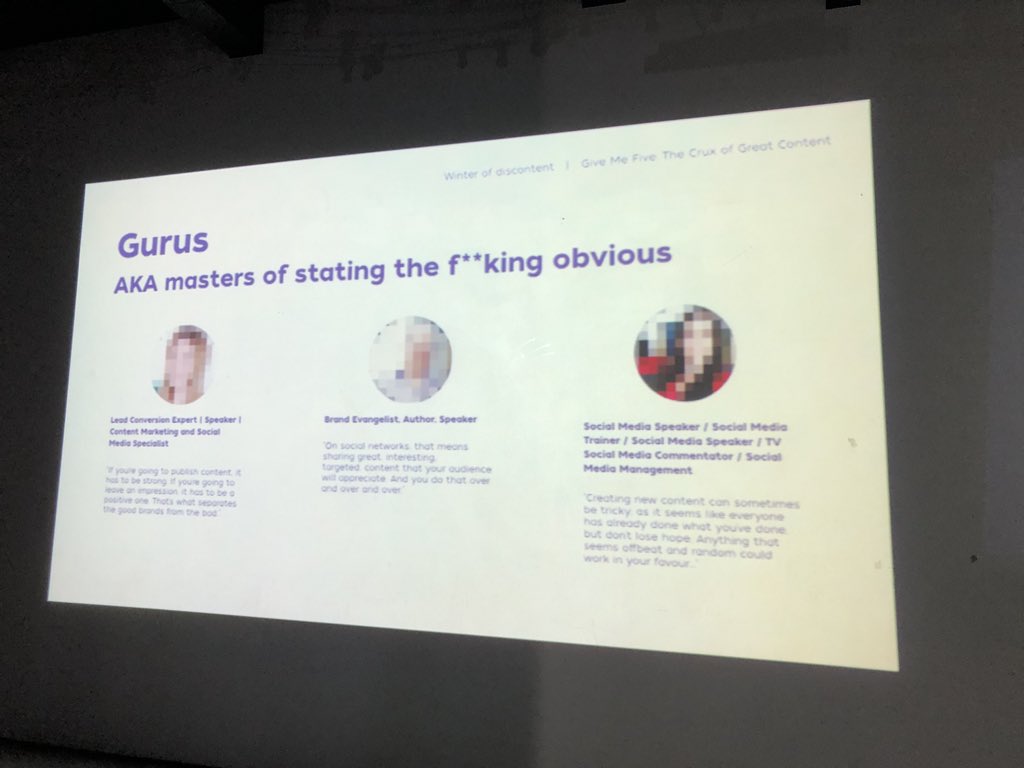 Winter of discontent | Give Me Five: The Crux of Great Content
Gurus
AKA masters of stating the f**king obvious
Lead Conversion Expert | Speaker |
Content Marketing and Social
Media Specialist
"If you're going to publish content, it
has to be strong. If you're going to
leave an impression, it has to be a
positive one. That's what separates
the good brands from the bad."
Brand Evangelist, Author, Speaker
"On social networks, that means
sharing great, interesting,
targeted, content that your audience
will appreciate. And you do that over
and over and over."
Social Media Speaker / Social Media
Trainer / Social Media Speaker / TV
Social Media Commentator / Social
Media Management
"Creating new content can sometimes
be tricky, as it seems like everyone
has already done what you've done,
but don't lose hope. Anything that
seems offbeat and random could
work in your favour..."